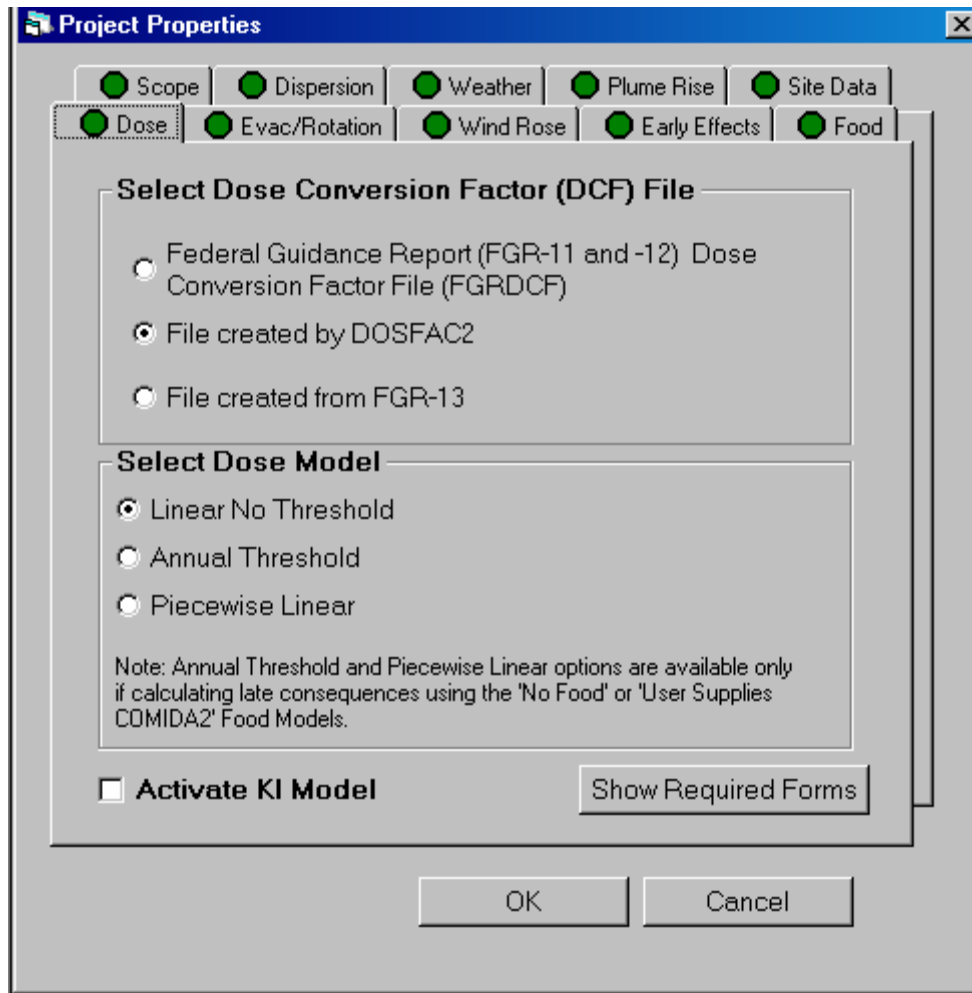 Project Properties
Scope Dispersion Weather Plume Rise Site Data
Dose Evac/Rotation Wind Rose Early Effects Food
Select Dose Conversion Factor (DCF) File
Federal Guidance Report (FGR-11 and -12) Dose
Conversion Factor File (FGRDCF)
File created by DOSFAC2
File created from FGR-13
Select Dose Model
Linear No Threshold
Annual Threshold
Piecewise Linear
Note: Annual Threshold and Piecewise Linear options are available only
if calculating late consequences using the 'No Food' or 'User Supplies
COMIDA2' Food Models.
Activate KI Model Show Required Forms
OK Cancel